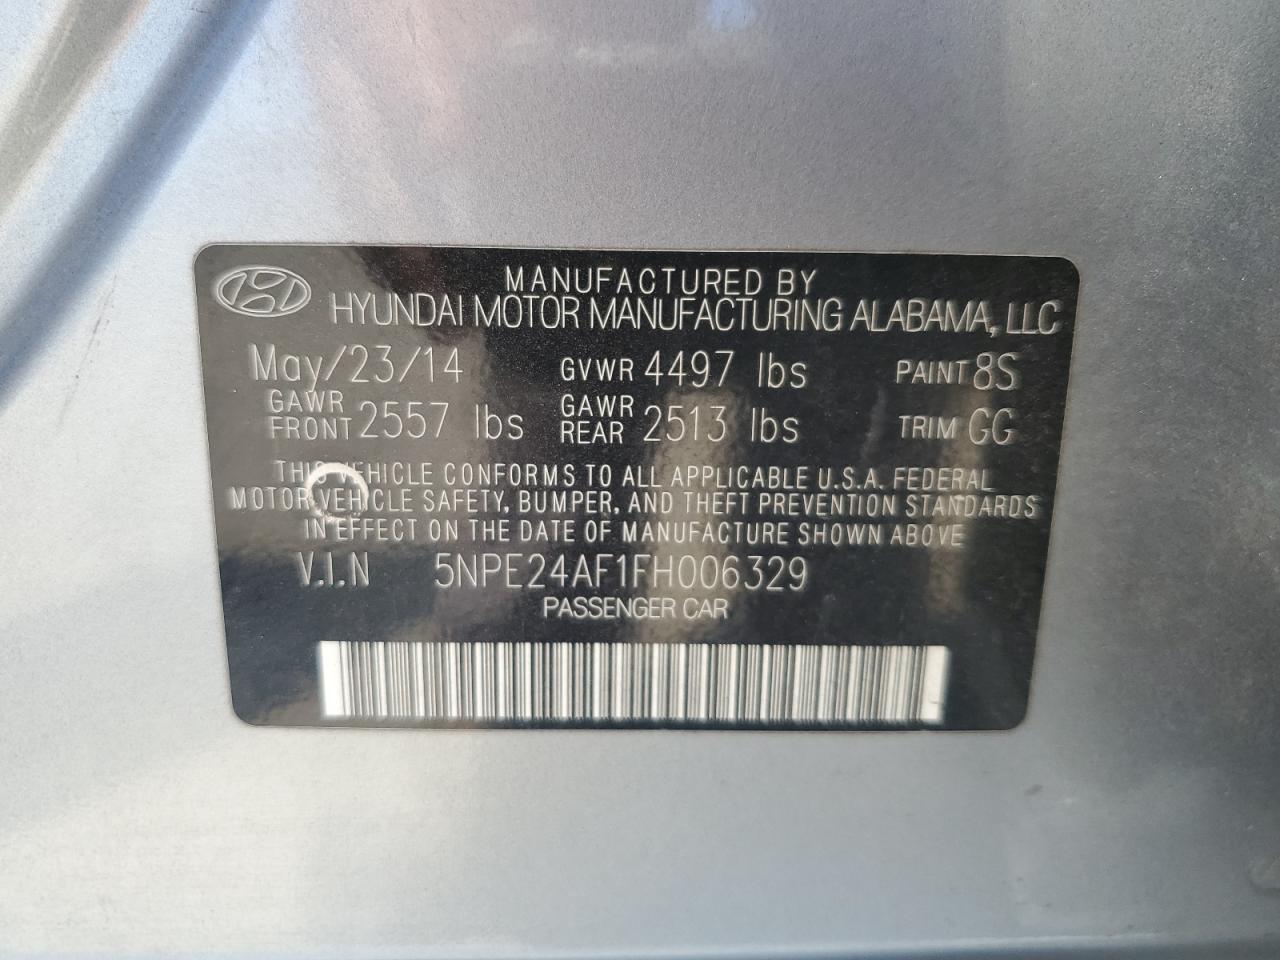 MANUFACTURED BY
HYUNDAI MOTOR MANUFACTURING ALABAMA, LLC
May/23/14 GVWR 4497 lbs PAINT 8S
GAWR FRONT 2557 lbs GAWR REAR 2513 lbs TRIM GG
THIS VEHICLE CONFORMS TO ALL APPLICABLE U.S.A. FEDERAL
MOTOR VEHICLE SAFETY, BUMPER, AND THEFT PREVENTION STANDARDS
IN EFFECT ON THE DATE OF MANUFACTURE SHOWN ABOVE
V.I.N 5NPE24AF1FH006329
PASSENGER CAR